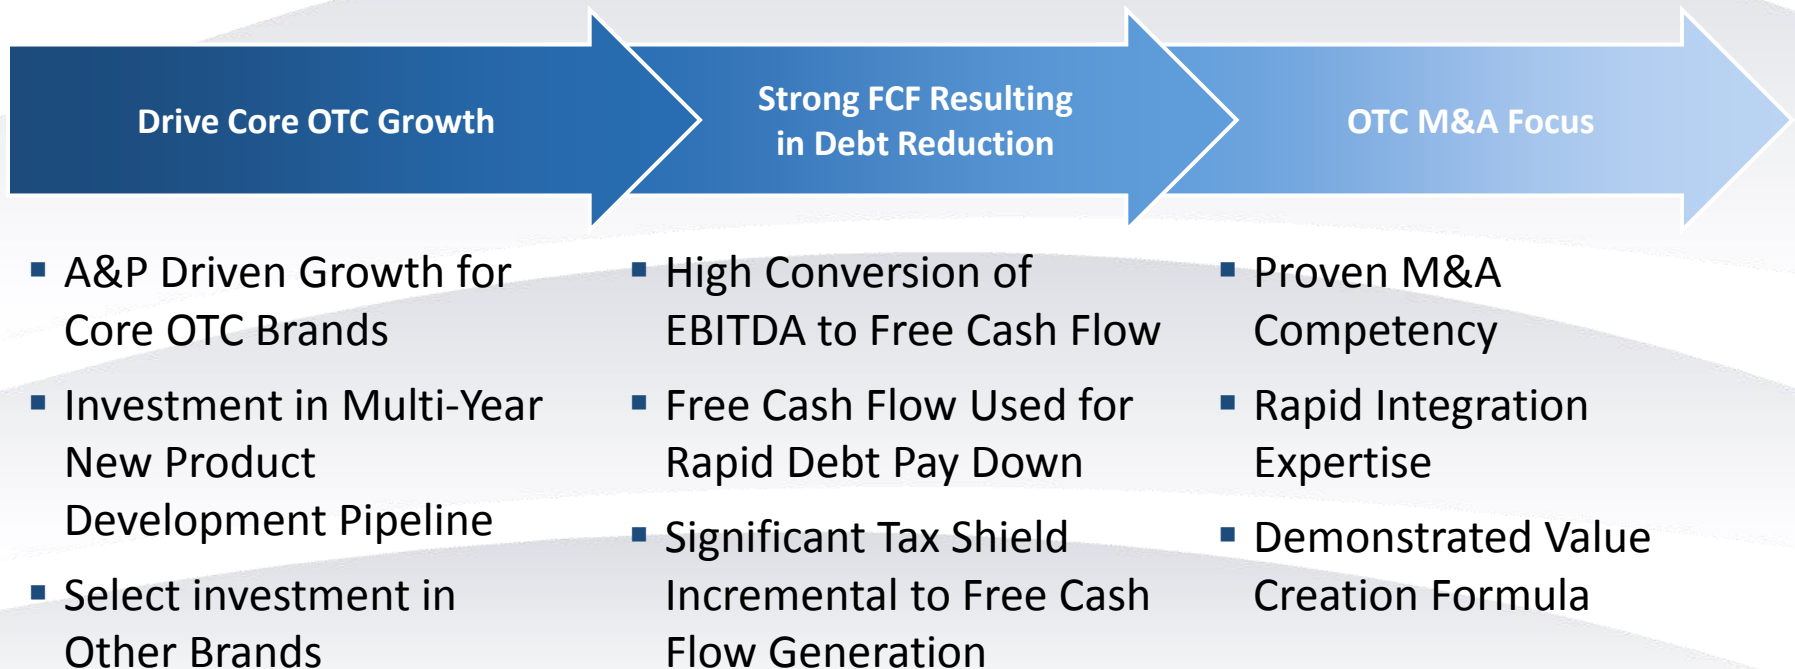 Drive Core OTC Growth
Strong FCF Resulting
in Debt Reduction
OTC M&A Focus
▪ A&P Driven Growth for
Core OTC Brands
▪ Investment in Multi-Year
New Product
Development Pipeline
▪ Select investment in
Other Brands
▪ High Conversion of
EBITDA to Free Cash Flow
▪ Free Cash Flow Used for
Rapid Debt Pay Down
▪ Significant Tax Shield
Incremental to Free Cash
Flow Generation
▪ Proven M&A
Competency
▪ Rapid Integration
Expertise
▪ Demonstrated Value
Creation Formula